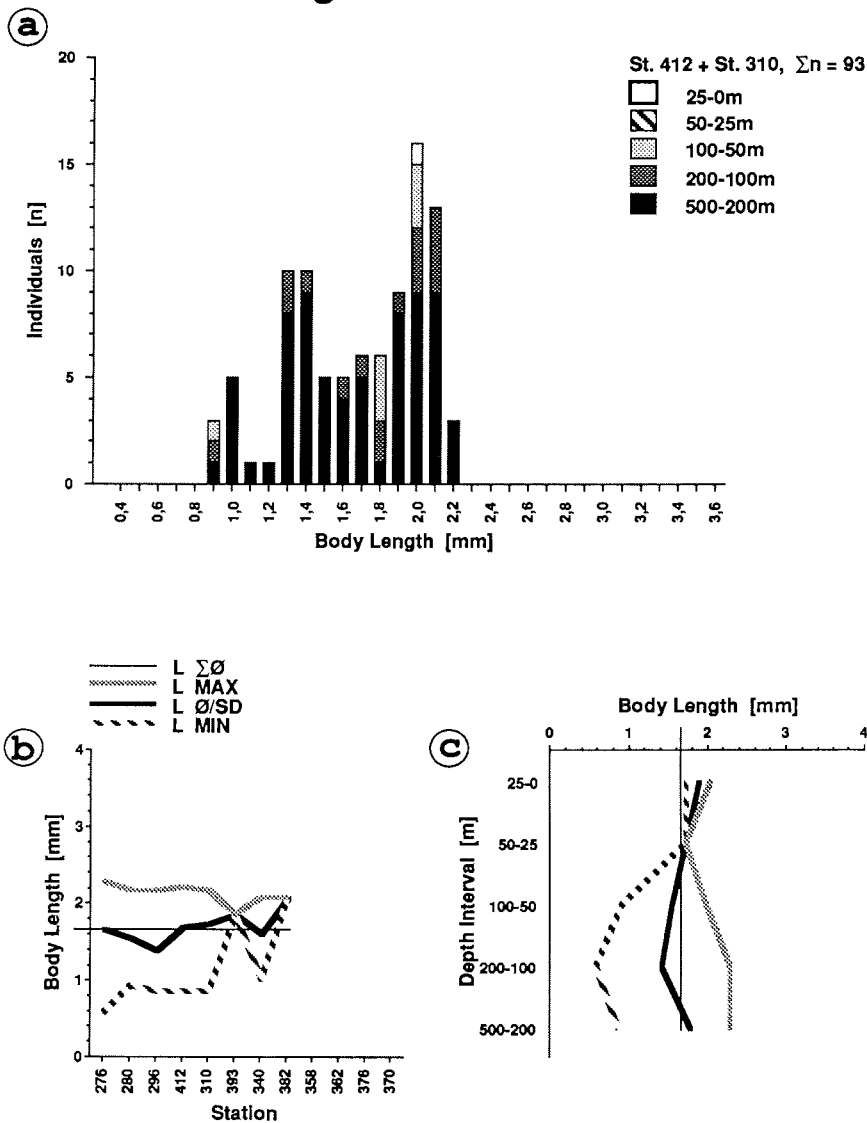 a
St. 412 + St. 310, Σn = 93
25-0m
50-25m
100-50m
200-100m
500-200m
Individuals [n]
20
15
10
5
0
0,4 0,6 0,8 1,0 1,2 1,4 1,6 1,8 2,0 2,2 2,4 2,6 2,8 3,0 3,2 3,4 3,6
Body Length [mm]
L ΣØ
L MAX
L Ø/SD
L MIN
b
Body Length [mm]
4
3
2
1
0
276 280 296 412 310 393 340 382 358 362 376 370
Station
c
Body Length [mm]
0 1 2 3 4
Depth Interval [m]
25-0
50-25
100-50
200-100
500-200